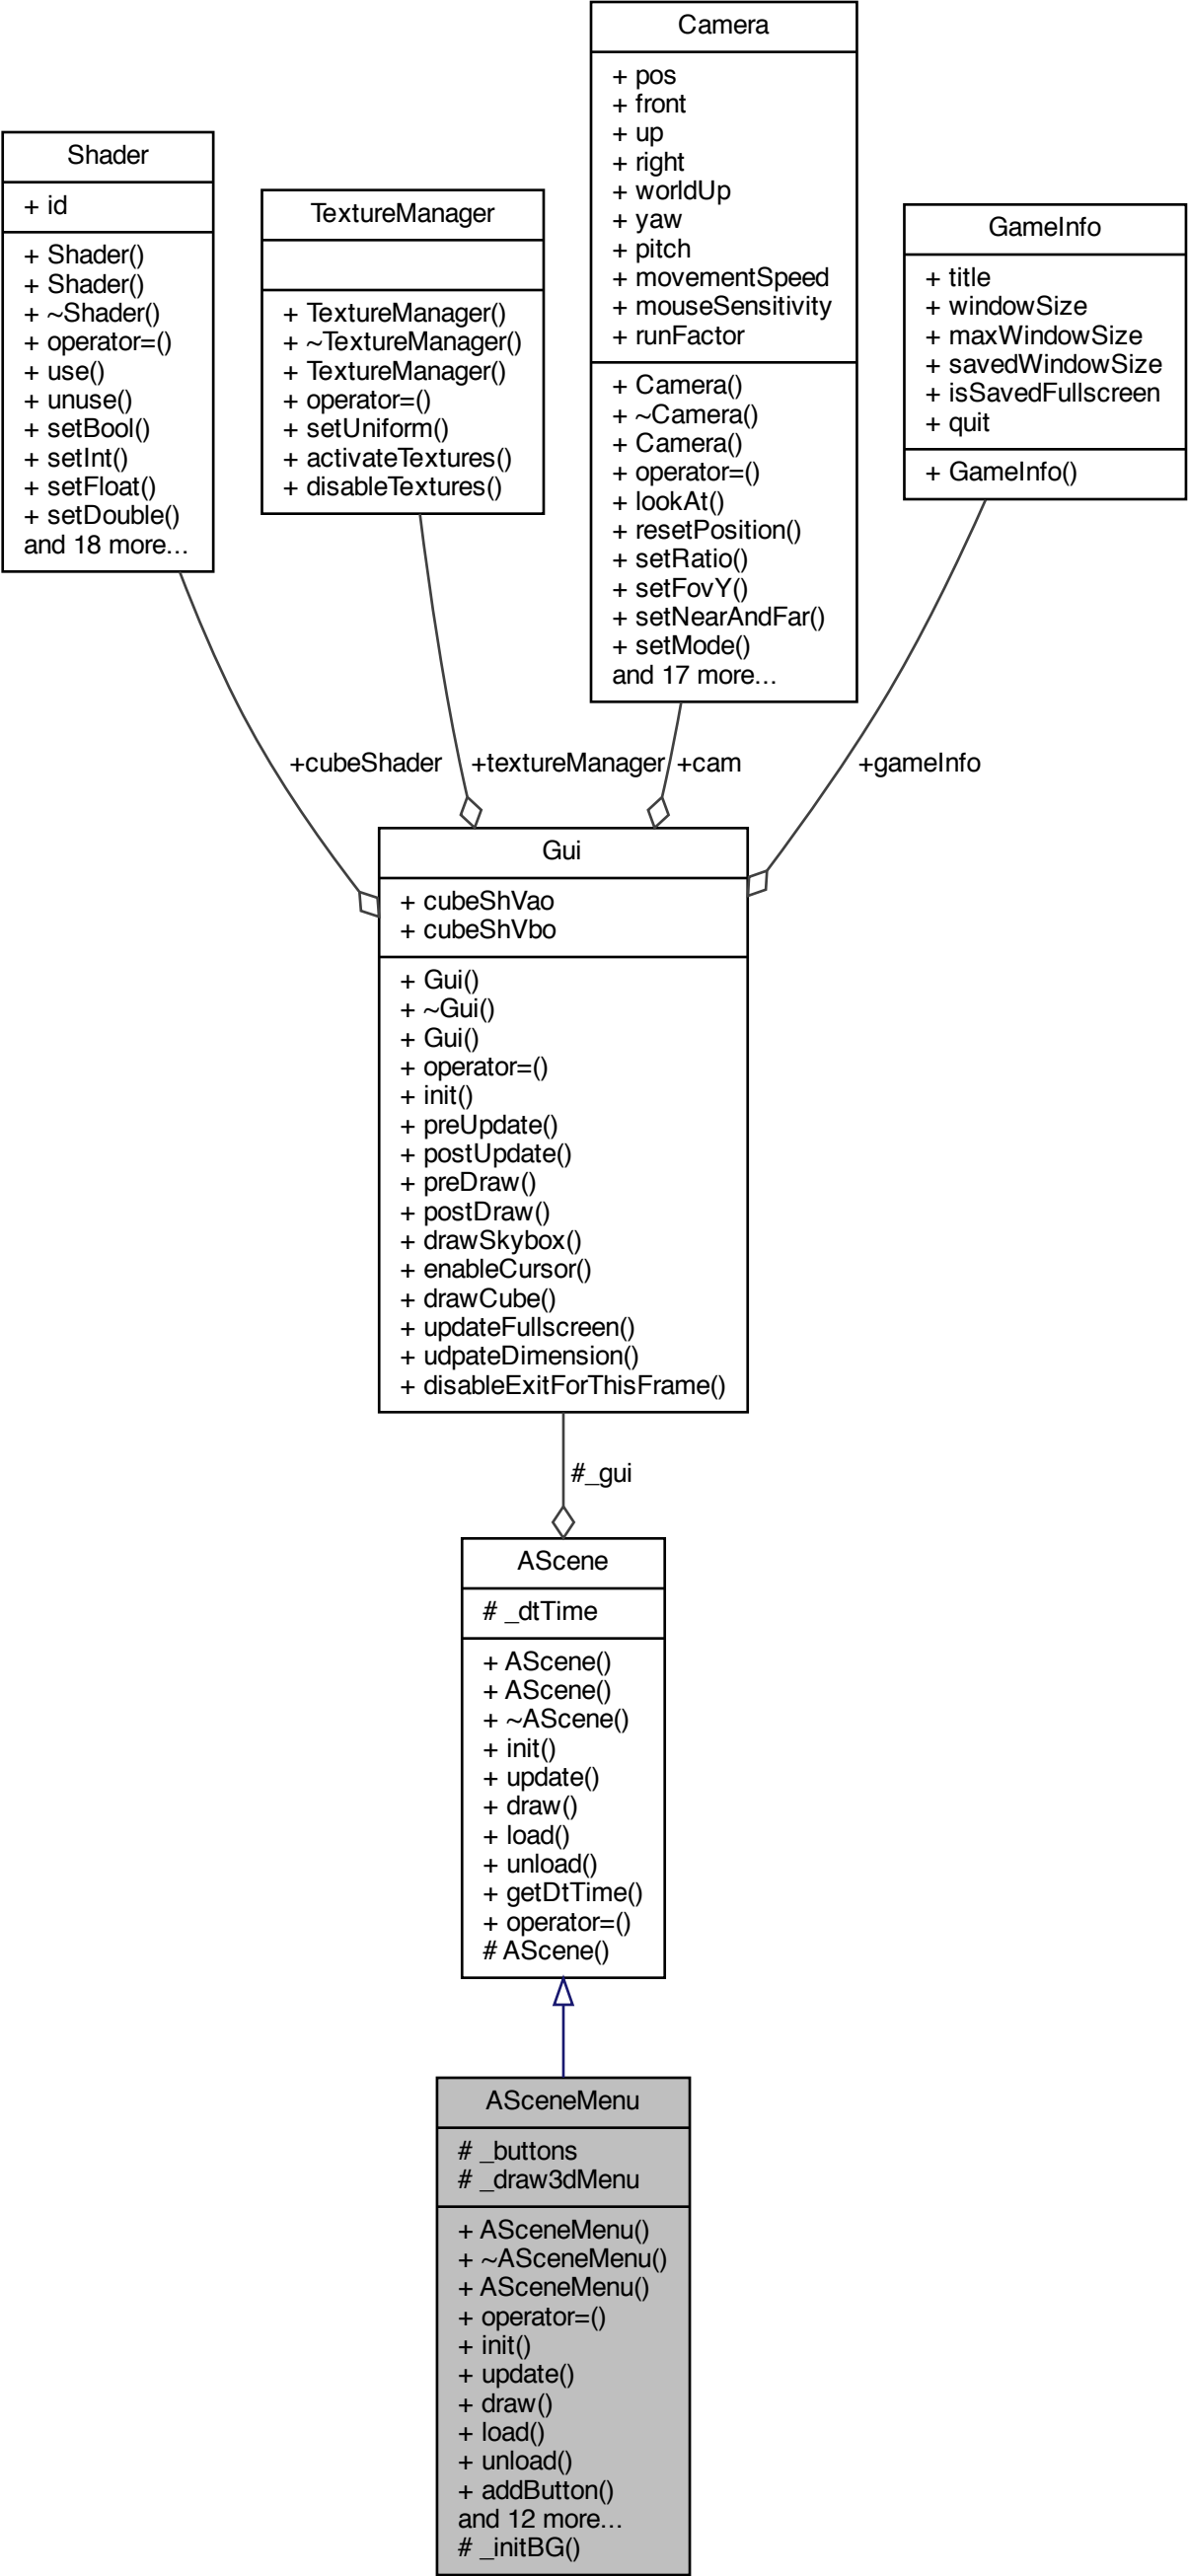 Camera
+ pos
+ front
+ up
+ right
+ worldUp
+ yaw
+ pitch
+ movementSpeed
+ mouseSensitivity
+ runFactor
+ Camera()
+ ~Camera()
+ Camera()
+ operator=()
+ lookAt()
+ resetPosition()
+ setRatio()
+ setFovY()
+ setNearAndFar()
+ setMode()
and 17 more...
Shader
+ id
+ Shader()
+ Shader()
+ ~Shader()
+ operator=()
+ use()
+ unuse()
+ setBool()
+ setInt()
+ setFloat()
+ setDouble()
and 18 more...
TextureManager
+ TextureManager()
+ ~TextureManager()
+ TextureManager()
+ operator=()
+ setUniform()
+ activateTextures()
+ disableTextures()
GameInfo
+ title
+ windowSize
+ maxWindowSize
+ savedWindowSize
+ isSavedFullscreen
+ quit
+ GameInfo()
+cubeShader
+textureManager
+cam
+gameInfo
Gui
+ cubeShVao
+ cubeShVbo
+ Gui()
+ ~Gui()
+ Gui()
+ operator=()
+ init()
+ preUpdate()
+ postUpdate()
+ preDraw()
+ postDraw()
+ drawSkybox()
+ enableCursor()
+ drawCube()
+ updateFullscreen()
+ udpateDimension()
+ disableExitForThisFrame()
#_gui
AScene
# _dtTime
+ AScene()
+ AScene()
+ ~AScene()
+ init()
+ update()
+ draw()
+ load()
+ unload()
+ getDtTime()
+ operator=()
# AScene()
ASceneMenu
# _buttons
# _draw3dMenu
+ ASceneMenu()
+ ~ASceneMenu()
+ ASceneMenu()
+ operator=()
+ init()
+ update()
+ draw()
+ load()
+ unload()
+ addButton()
and 12 more...
# _initBG()